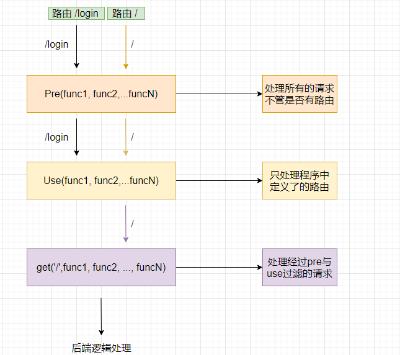 路由 /login
路由 /
/login
/
Pre(func1, func2,...funcN)
处理所有的请求
不管是否有路由
/login
/
Use(func1, func2,...funcN)
只处理程序中
定义了的路由
/
get('/',func1, func2, ..., funcN)
处理经过pre与
use过滤的请求
后端逻辑处理